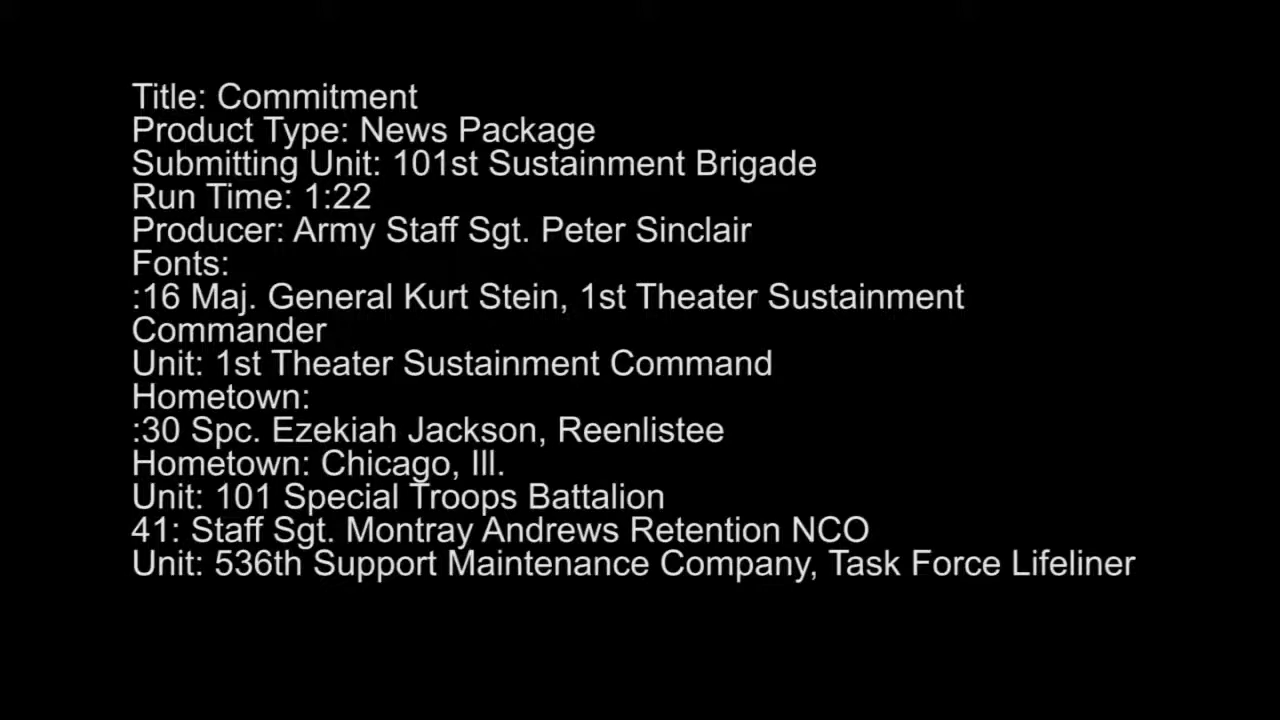 Title: Commitment
Product Type: News Package
Submitting Unit: 101st Sustainment Brigade
Run Time: 1:22
Producer: Army Staff Sgt. Peter Sinclair
Fonts:
:16 Maj. General Kurt Stein, 1st Theater Sustainment
Commander
Unit: 1st Theater Sustainment Command
Hometown:
:30 Spc. Ezekiah Jackson, Reenlistee
Hometown: Chicago, Ill.
Unit: 101 Special Troops Battalion
41: Staff Sgt. Montray Andrews Retention NCO
Unit: 536th Support Maintenance Company, Task Force Lifeliner